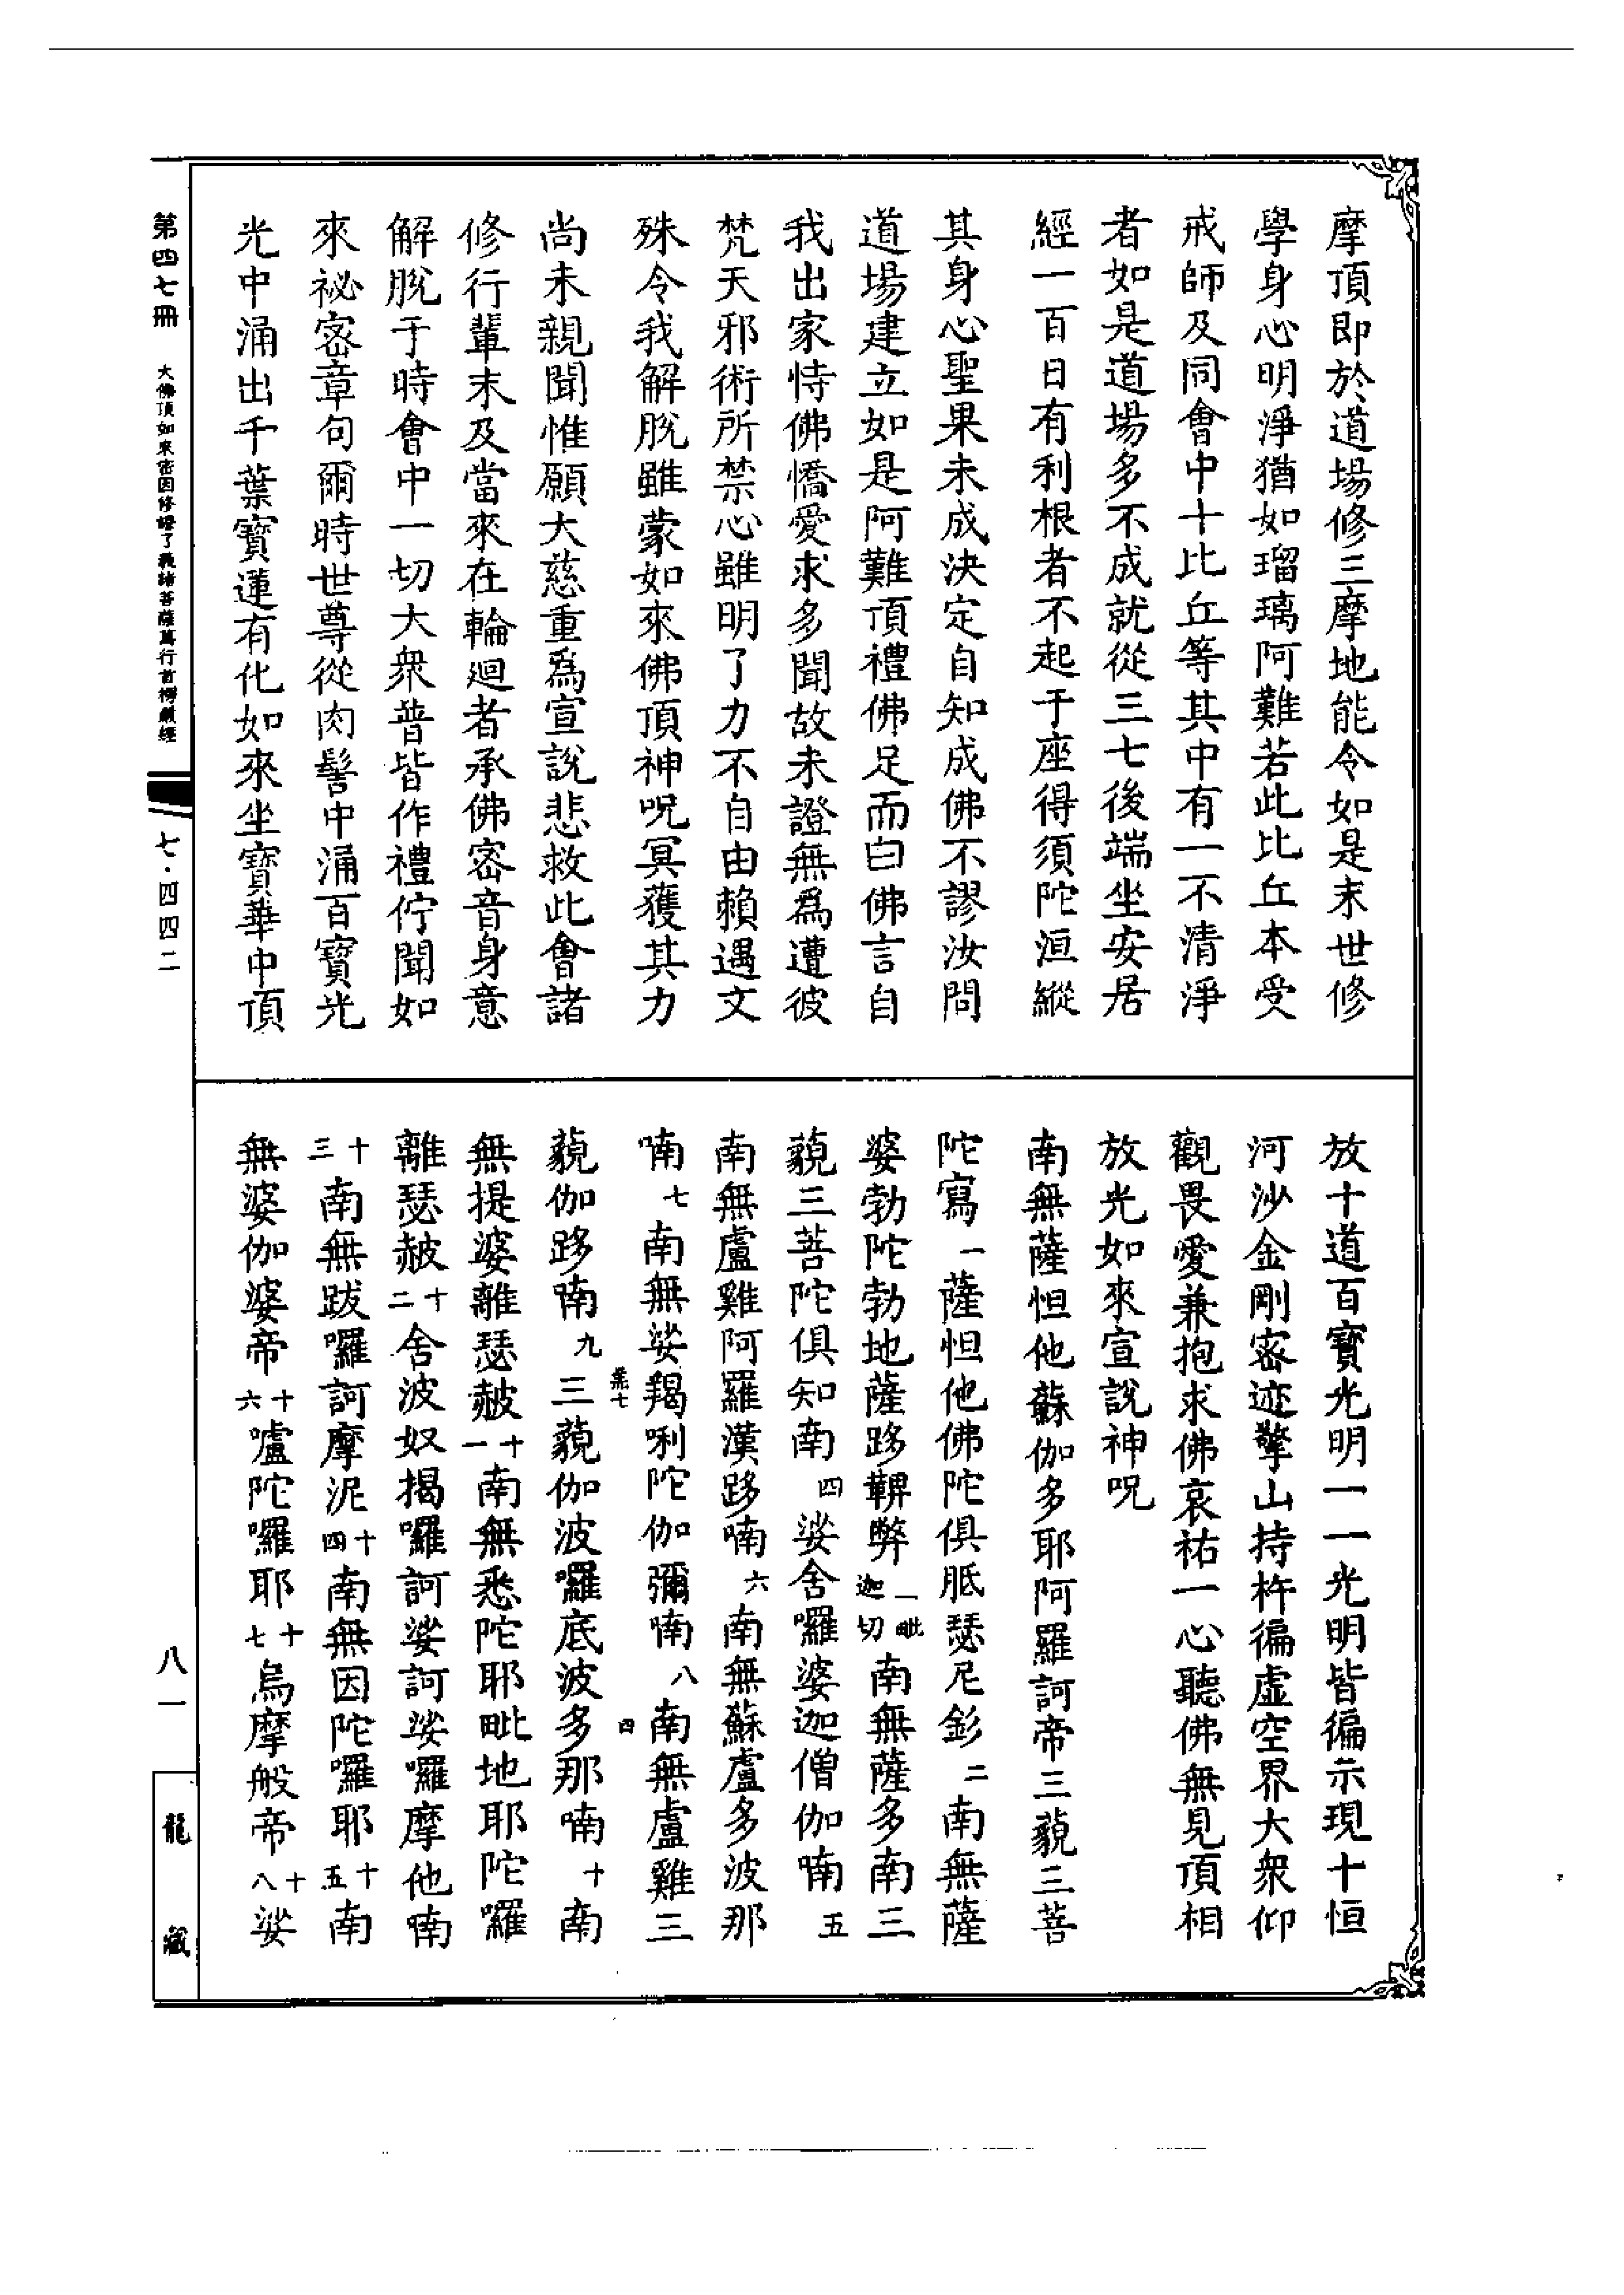 摩頂即於道場修三摩地能令如是末世修
學身心明淨猶如瑠璃阿難若此比丘本受
戒師及同會中十比丘等其中有一不清淨
者如是道場多不成就從三七後端坐安居
經一百日有利根者不起于座得須陀洹縱
其身心聖果未成決定自知成佛不謬汝問
道場建立如是阿難頂禮佛足而白佛言自
我出家恃佛憍愛求多聞故未證無為遭彼
梵天邪術所禁心雖明了力不自由賴遇文
殊令我解脫雖蒙如來佛頂神呪冥獲其力
尚未親聞惟願大慈重為宣說悲救此會諸
修行輩末及當來在輪迴者承佛密音身意
解脫于時會中一切大衆普皆作禮佇聞如
來祕密章句爾時世尊從肉髻中涌百寶光
光中涌出千葉寶蓮有化如來坐寶華中頂
放十道百寶光明一一光明皆徧示現十恒
河沙金剛密迹擎山持杵徧虛空界大衆仰
觀畏愛兼抱求佛哀祐一心聽佛無見頂相
放光如來宣說神呪
南無薩怛他蘇伽多耶阿羅訶帝三藐三菩
陀寫一薩怛他佛陀俱胝瑟尼釤二南無薩
婆勃陀勃地薩跢鞞弊一毗迦切南無薩多南三
藐三菩陀俱知南四娑舍囉婆迦僧伽喃五
南無盧雞阿羅漢跢喃六南無蘇盧多波那
喃七南無娑羯唎陀伽彌喃八南無盧雞三
藐伽跢喃九三藐伽波囉底波多那喃十南
無提婆離瑟赧十一南無悉陀耶毗地耶陀囉
離瑟赧十二舍波奴揭囉訶娑訶娑囉摩他喃
十三南無跋囉訶摩泥十四南無因陀囉耶十五南
無婆伽婆帝十六嚧陀囉耶十七烏摩般帝十八娑
第四七冊
大佛頂如來密因修證了義諸菩薩萬行首楞嚴經
七·四四二
八一
龍藏